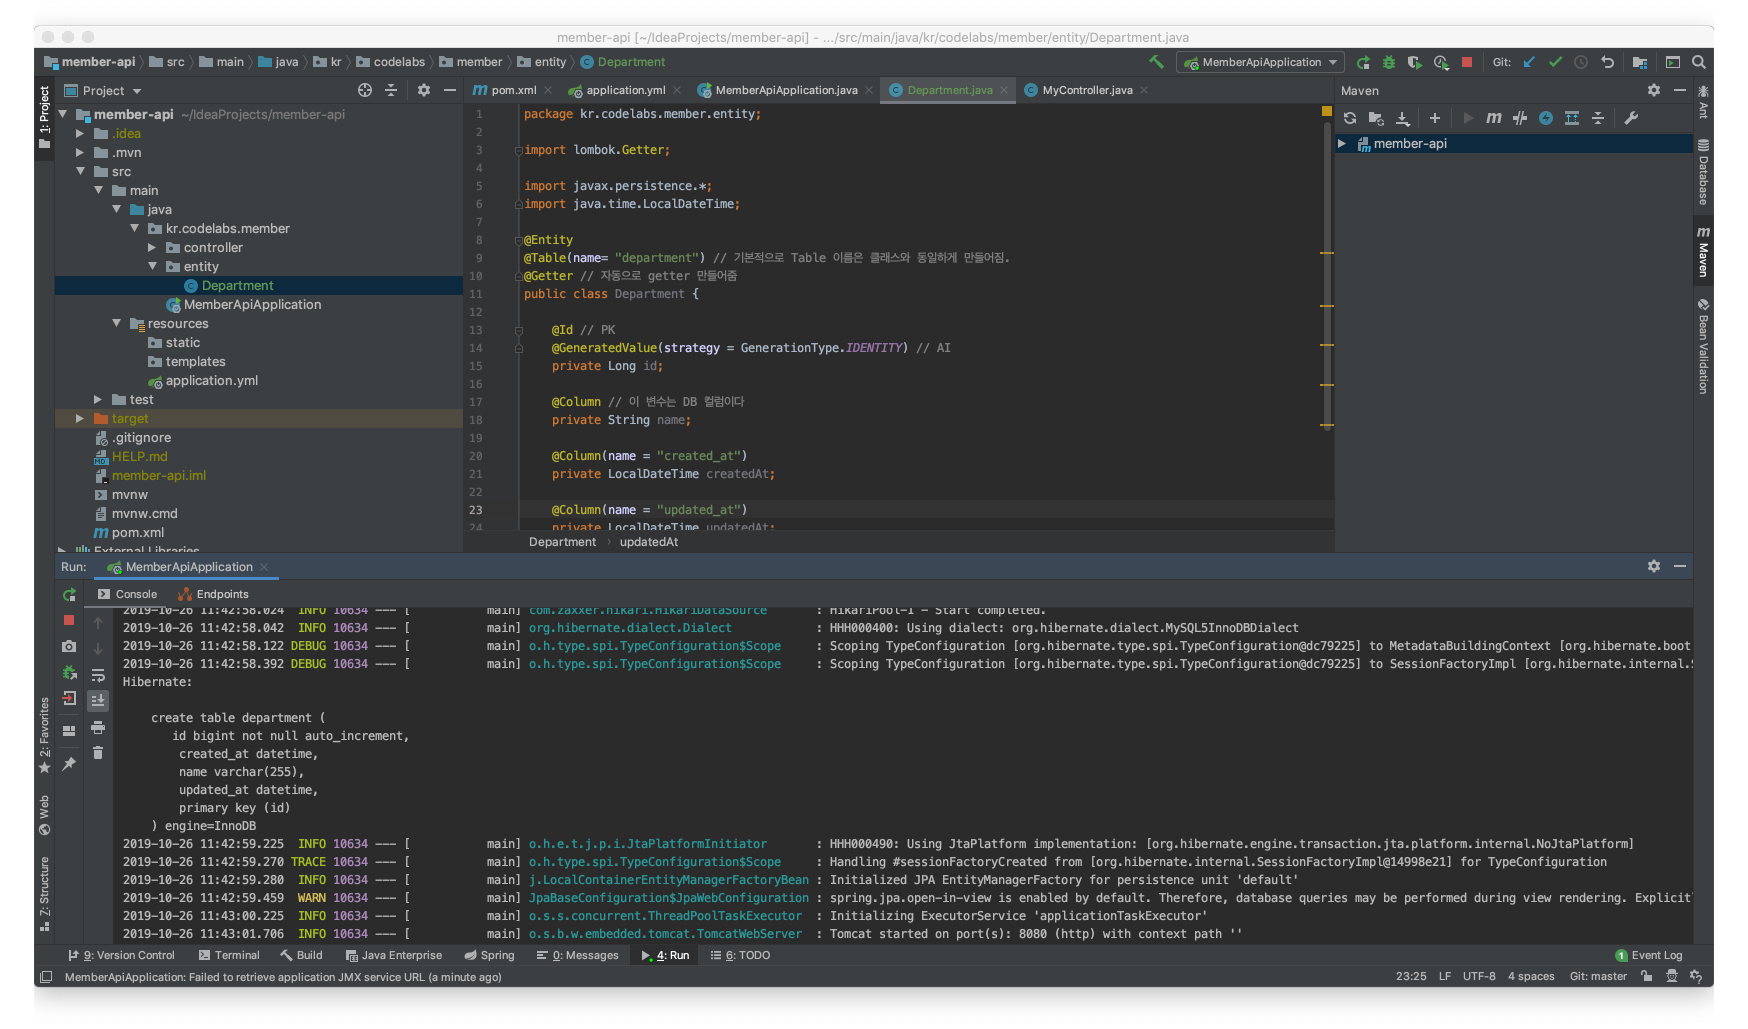 member-api [~/IdeaProjects/member-api] - .../src/main/java/kr/codelabs/member/entity/Department.java
member-api src main java kr codelabs member entity Department
MemberApiApplication
Git:
1: Project
Project
member-api ~/IdeaProjects/member-api
.idea
.mvn
src
main
java
kr.codelabs.member
controller
entity
Department
MemberApiApplication
resources
static
templates
application.yml
test
target
.gitignore
HELP.md
member-api.iml
mvnw
mvnw.cmd
pom.xml
External Libraries
pom.xml application.yml MemberApiApplication.java Department.java MyController.java
1 package kr.codelabs.member.entity;
2
3 import lombok.Getter;
4
5 import javax.persistence.*;
6 import java.time.LocalDateTime;
7
8 @Entity
9 @Table(name= "department") // 기본적으로 Table 이름은 클래스와 동일하게 만들어짐.
10 @Getter // 자동으로 getter 만들어줌
11 public class Department {
12
13 @Id // PK
14 @GeneratedValue(strategy = GenerationType.IDENTITY) // AI
15 private Long id;
16
17 @Column // 이 변수는 DB 컬럼이다
18 private String name;
19
20 @Column(name = "created_at")
21 private LocalDateTime createdAt;
22
23 @Column(name = "updated_at")
24 private LocalDateTime updatedAt;
Department › updatedAt
Maven
member-api
Ant
Database
Maven
Bean Validation
Run: MemberApiApplication
Console Endpoints
2019-10-26 11:42:58.024 INFO 10634 --- [ main] com.zaxxer.hikari.HikariDataSource : HikariPool-1 - Start completed.
2019-10-26 11:42:58.042 INFO 10634 --- [ main] org.hibernate.dialect.Dialect : HHH000400: Using dialect: org.hibernate.dialect.MySQL5InnoDBDialect
2019-10-26 11:42:58.122 DEBUG 10634 --- [ main] o.h.type.spi.TypeConfiguration$Scope : Scoping TypeConfiguration [org.hibernate.type.spi.TypeConfiguration@dc79225] to MetadataBuildingContext [org.hibernate.boot
2019-10-26 11:42:58.392 DEBUG 10634 --- [ main] o.h.type.spi.TypeConfiguration$Scope : Scoping TypeConfiguration [org.hibernate.type.spi.TypeConfiguration@dc79225] to SessionFactoryImpl [org.hibernate.internal.S
Hibernate:
create table department (
id bigint not null auto_increment,
created_at datetime,
name varchar(255),
updated_at datetime,
primary key (id)
) engine=InnoDB
2019-10-26 11:42:59.225 INFO 10634 --- [ main] o.h.e.t.j.p.i.JtaPlatformInitiator : HHH000490: Using JtaPlatform implementation: [org.hibernate.engine.transaction.jta.platform.internal.NoJtaPlatform]
2019-10-26 11:42:59.270 TRACE 10634 --- [ main] o.h.type.spi.TypeConfiguration$Scope : Handling #sessionFactoryCreated from [org.hibernate.internal.SessionFactoryImpl@14998e21] for TypeConfiguration
2019-10-26 11:42:59.280 INFO 10634 --- [ main] j.LocalContainerEntityManagerFactoryBean : Initialized JPA EntityManagerFactory for persistence unit 'default'
2019-10-26 11:42:59.459 WARN 10634 --- [ main] JpaBaseConfiguration$JpaWebConfiguration : spring.jpa.open-in-view is enabled by default. Therefore, database queries may be performed during view rendering. Explicit
2019-10-26 11:43:00.225 INFO 10634 --- [ main] o.s.s.concurrent.ThreadPoolTaskExecutor : Initializing ExecutorService 'applicationTaskExecutor'
2019-10-26 11:43:01.706 INFO 10634 --- [ main] o.s.b.w.embedded.tomcat.TomcatWebServer : Tomcat started on port(s): 8080 (http) with context path ''
2: Favorites
Web
Z: Structure
9: Version Control Terminal Build Java Enterprise Spring 0: Messages 4: Run 6: TODO 1 Event Log
MemberApiApplication: Failed to retrieve application JMX service URL (a minute ago) 23:25 LF UTF-8 4 spaces Git: master